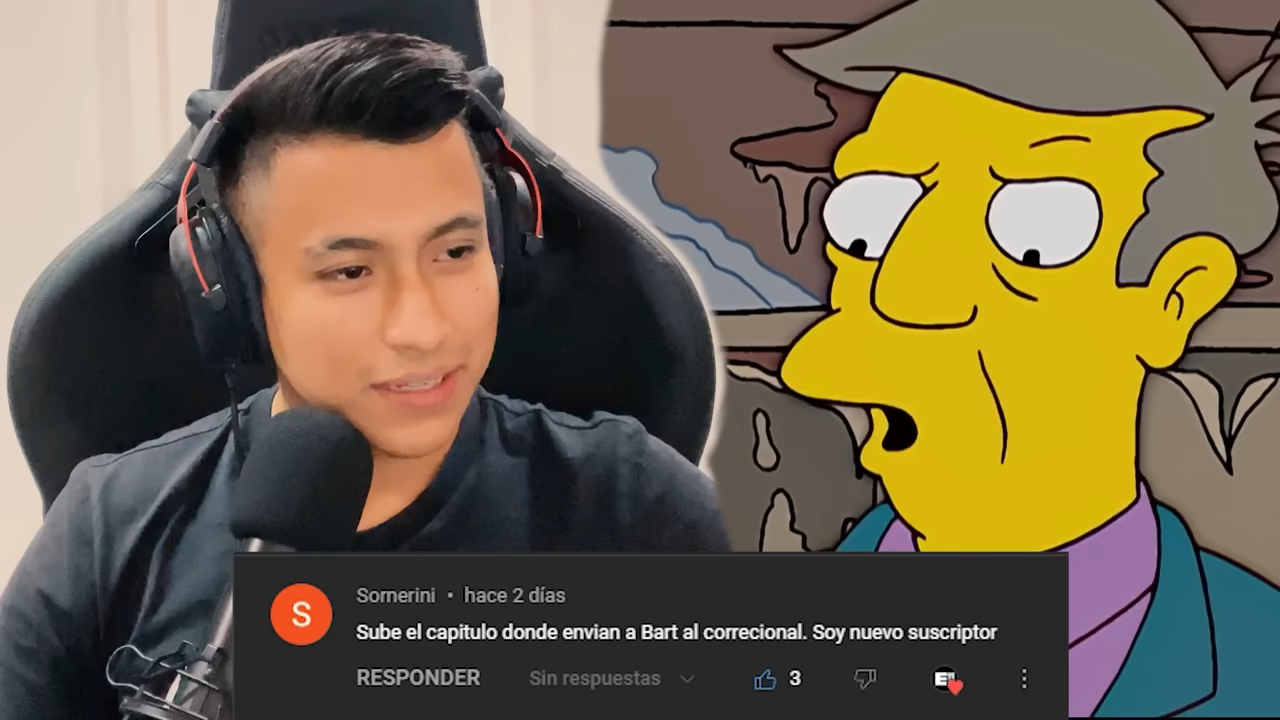 S
Somerini • hace 2 días
Sube el capitulo donde envian a Bart al correcional. Soy nuevo suscriptor
RESPONDER Sin respuestas 3